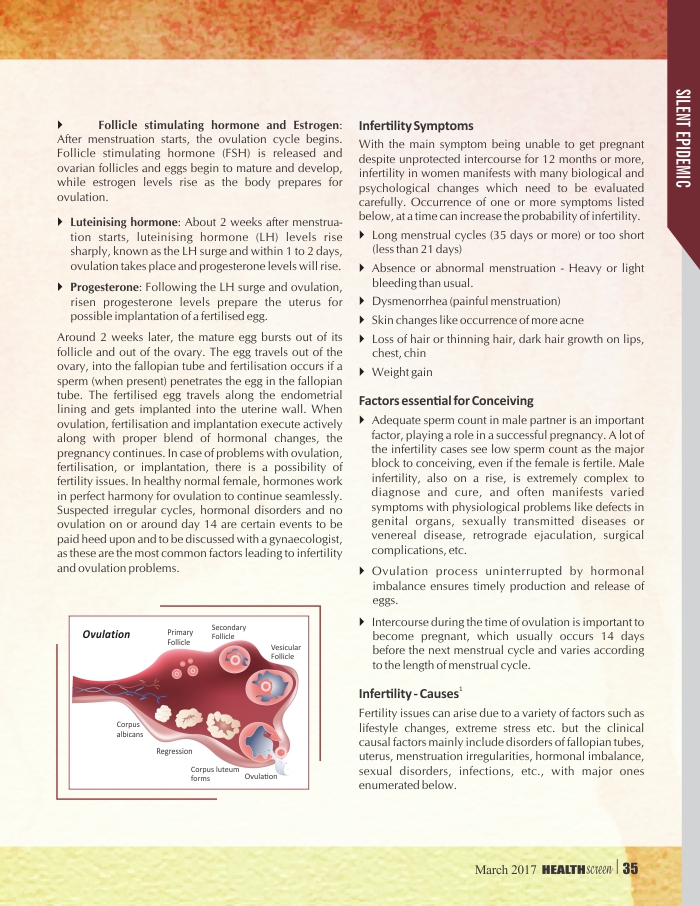 SILENT EPIDEMIC
Follicle stimulating hormone and Estrogen:
After menstruation starts, the ovulation cycle begins.
Follicle stimulating hormone (FSH) is released and
ovarian follicles and eggs begin to mature and develop,
while estrogen levels rise as the body prepares for
ovulation.
Luteinising hormone: About 2 weeks after menstrua-
tion starts, luteinising hormone (LH) levels rise
sharply, known as the LH surge and within 1 to 2 days,
ovulation takes place and progesterone levels will rise.
Progesterone: Following the LH surge and ovulation,
risen progesterone levels prepare the uterus for
possible implantation of a fertilised egg.
Around 2 weeks later, the mature egg bursts out of its
follicle and out of the ovary. The egg travels out of the
ovary, into the fallopian tube and fertilisation occurs if a
sperm (when present) penetrates the egg in the fallopian
tube. The fertilised egg travels along the endometrial
lining and gets implanted into the uterine wall. When
ovulation, fertilisation and implantation execute actively
along with proper blend of hormonal changes, the
pregnancy continues. In case of problems with ovulation,
fertilisation, or implantation, there is a possibility of
fertility issues. In healthy normal female, hormones work
in perfect harmony for ovulation to continue seamlessly.
Suspected irregular cycles, hormonal disorders and no
ovulation on or around day 14 are certain events to be
paid heed upon and to be discussed with a gynaecologist,
as these are the most common factors leading to infertility
and ovulation problems.
Ovulation
Primary
Follicle
Secondary
Follicle
Vesicular
Follicle
Corpus
albicans
Regression
Corpus luteum
forms
Ovulation
Infertility Symptoms
With the main symptom being unable to get pregnant
despite unprotected intercourse for 12 months or more,
infertility in women manifests with many biological and
psychological changes which need to be evaluated
carefully. Occurrence of one or more symptoms listed
below, at a time can increase the probability of infertility.
Long menstrual cycles (35 days or more) or too short
(less than 21 days)
Absence or abnormal menstruation - Heavy or light
bleeding than usual.
Dysmenorrhea (painful menstruation)
Skin changes like occurrence of more acne
Loss of hair or thinning hair, dark hair growth on lips,
chest, chin
Weight gain
Factors essential for Conceiving
Adequate sperm count in male partner is an important
factor, playing a role in a successful pregnancy. A lot of
the infertility cases see low sperm count as the major
block to conceiving, even if the female is fertile. Male
infertility, also on a rise, is extremely complex to
diagnose and cure, and often manifests varied
symptoms with physiological problems like defects in
genital organs, sexually transmitted diseases or
venereal disease, retrograde ejaculation, surgical
complications, etc.
Ovulation process uninterrupted by hormonal
imbalance ensures timely production and release of
eggs.
Intercourse during the time of ovulation is important to
become pregnant, which usually occurs 14 days
before the next menstrual cycle and varies according
to the length of menstrual cycle.
Infertility - Causes1
Fertility issues can arise due to a variety of factors such as
lifestyle changes, extreme stress etc. but the clinical
causal factors mainly include disorders of fallopian tubes,
uterus, menstruation irregularities, hormonal imbalance,
sexual disorders, infections, etc., with major ones
enumerated below.
March 2017 HEALTHscreen | 35